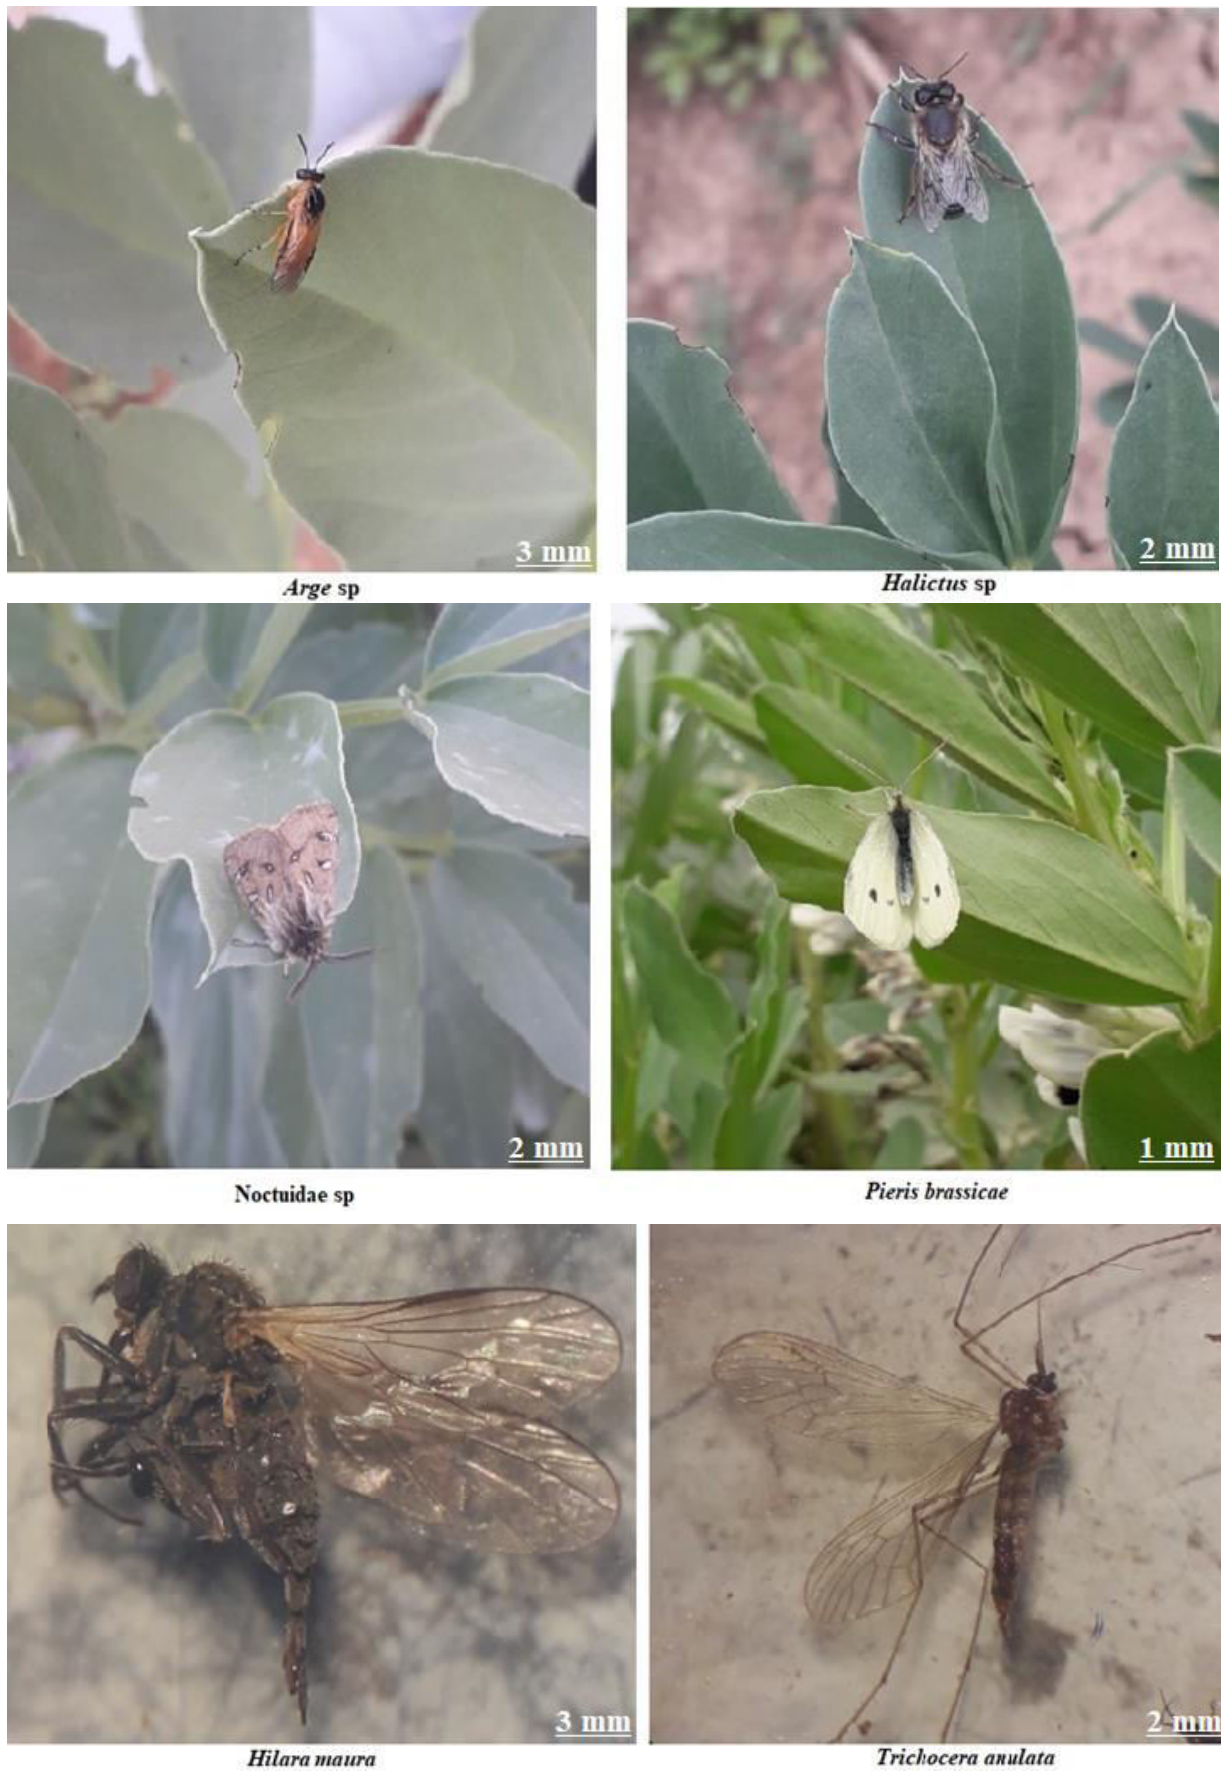 3 mm
2 mm
Arge sp
Halictus sp
2 mm
1 mm
Noctuidae sp
Pieris brassicae
3 mm
2 mm
Hilara maura
Trichocera anulata